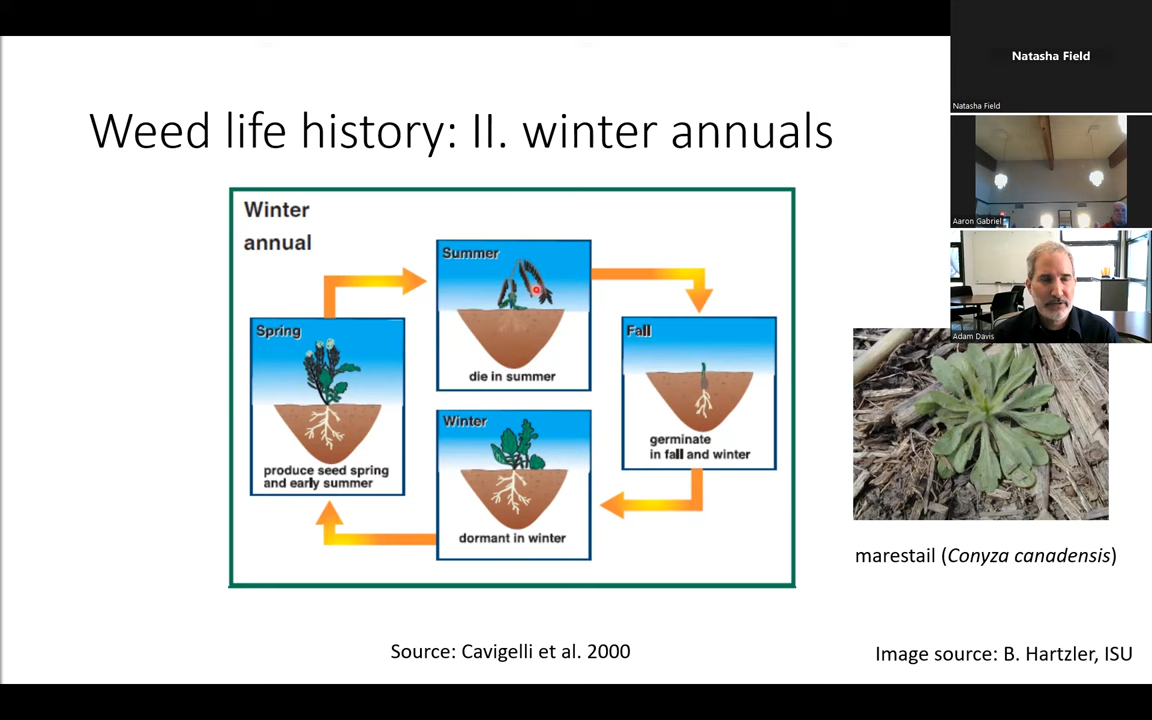 Natasha Field
Natasha Field
Aaron Gabriel
Adam Davis
Weed life history: II. winter annuals
Winter
annual
Summer
die in summer
Spring
produce seed spring
and early summer
Fall
germinate
in fall and winter
Winter
dormant in winter
marestail (Conyza canadensis)
Source: Cavigelli et al. 2000
Image source: B. Hartzler, ISU